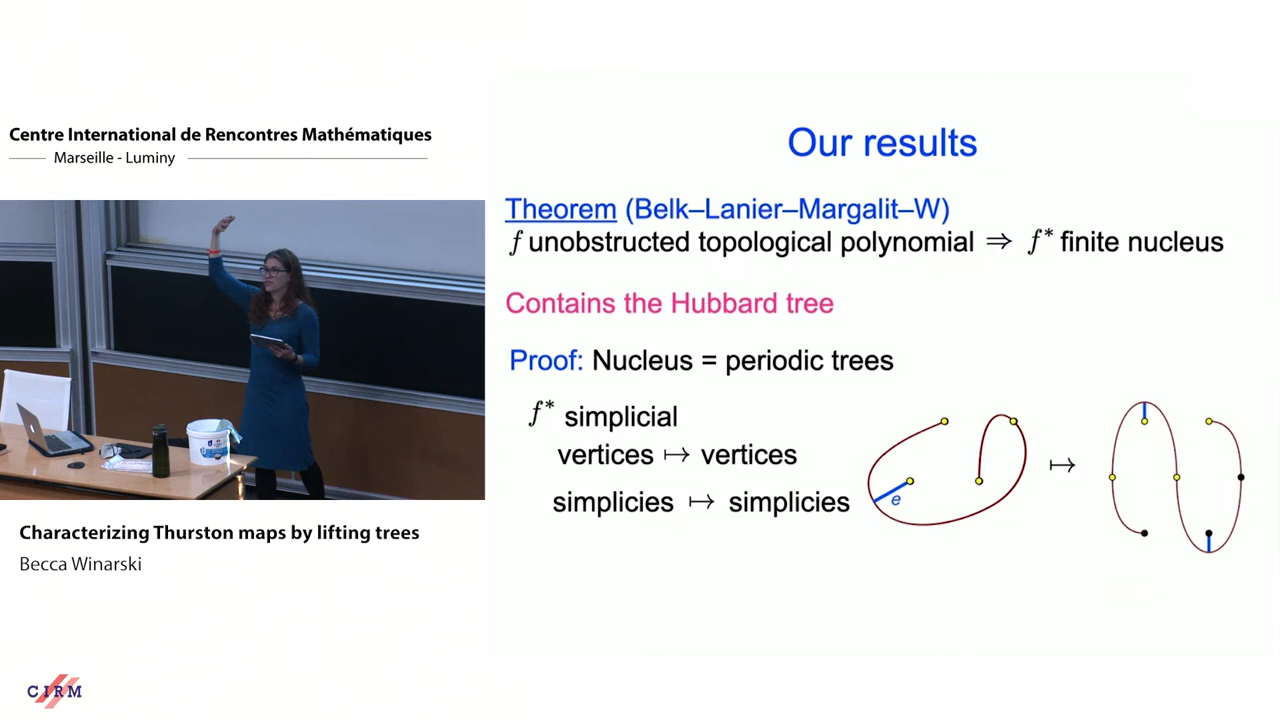 Centre International de Rencontres Mathématiques
Marseille - Luminy
Our results
Theorem (Belk–Lanier–Margalit–W)
f unobstructed topological polynomial ⇒ f* finite nucleus
Contains the Hubbard tree
Proof: Nucleus = periodic trees
f* simplicial
vertices ↦ vertices
simplicies ↦ simplicies
e
↦
Characterizing Thurston maps by lifting trees
Becca Winarski
CIRM